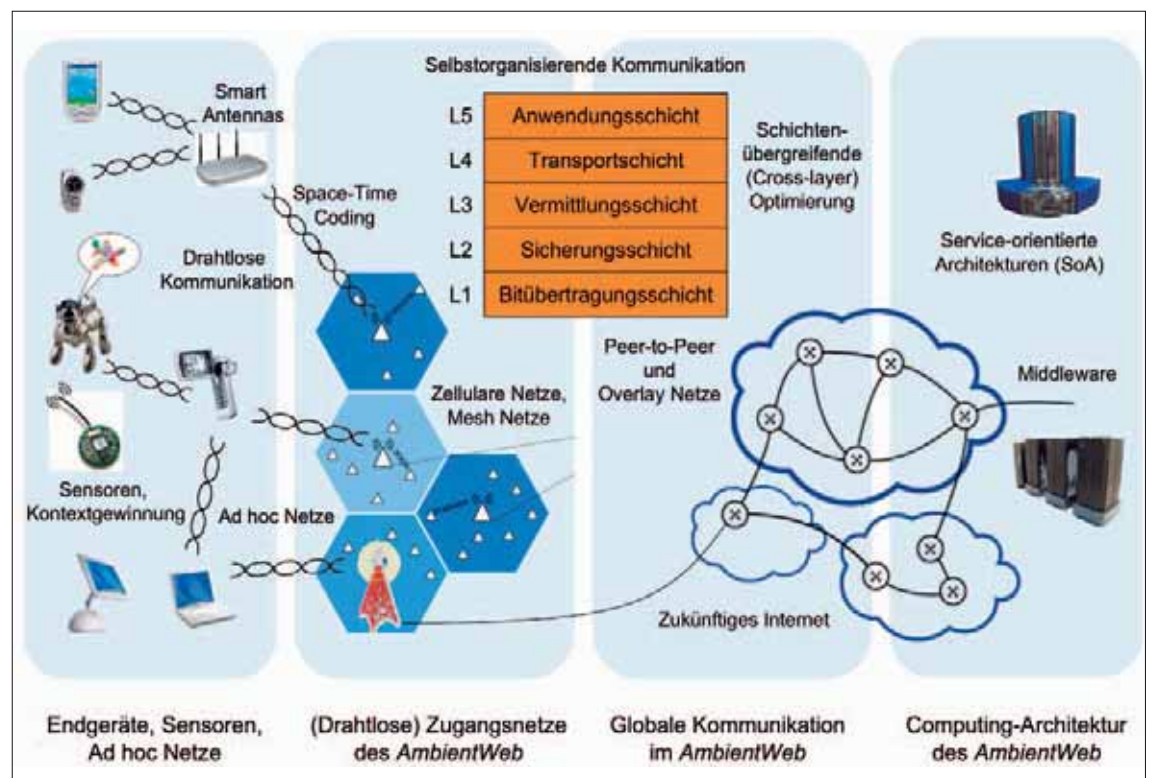 Selbstorganisierende Kommunikation
Smart
Antennas
Space-Time
Coding
Drahtlose
Kommunikation
L5 Anwendungsschicht
L4 Transportschicht
L3 Vermittlungsschicht
L2 Sicherungsschicht
L1 Bitübertragungsschicht
Schichten-
übergreifende
(Cross-layer)
Optimierung
Service-orientierte
Architekturen (SoA)
Peer-to-Peer
und
Overlay Netze
Middleware
Zellulare Netze,
Mesh Netze
Sensoren,
Kontextgewinnung
Ad hoc Netze
Zukünftiges Internet
Endgeräte, Sensoren,
Ad hoc Netze
(Drahtlose) Zugangsnetze
des AmbientWeb
Globale Kommunikation
im AmbientWeb
Computing-Architektur
des AmbientWeb